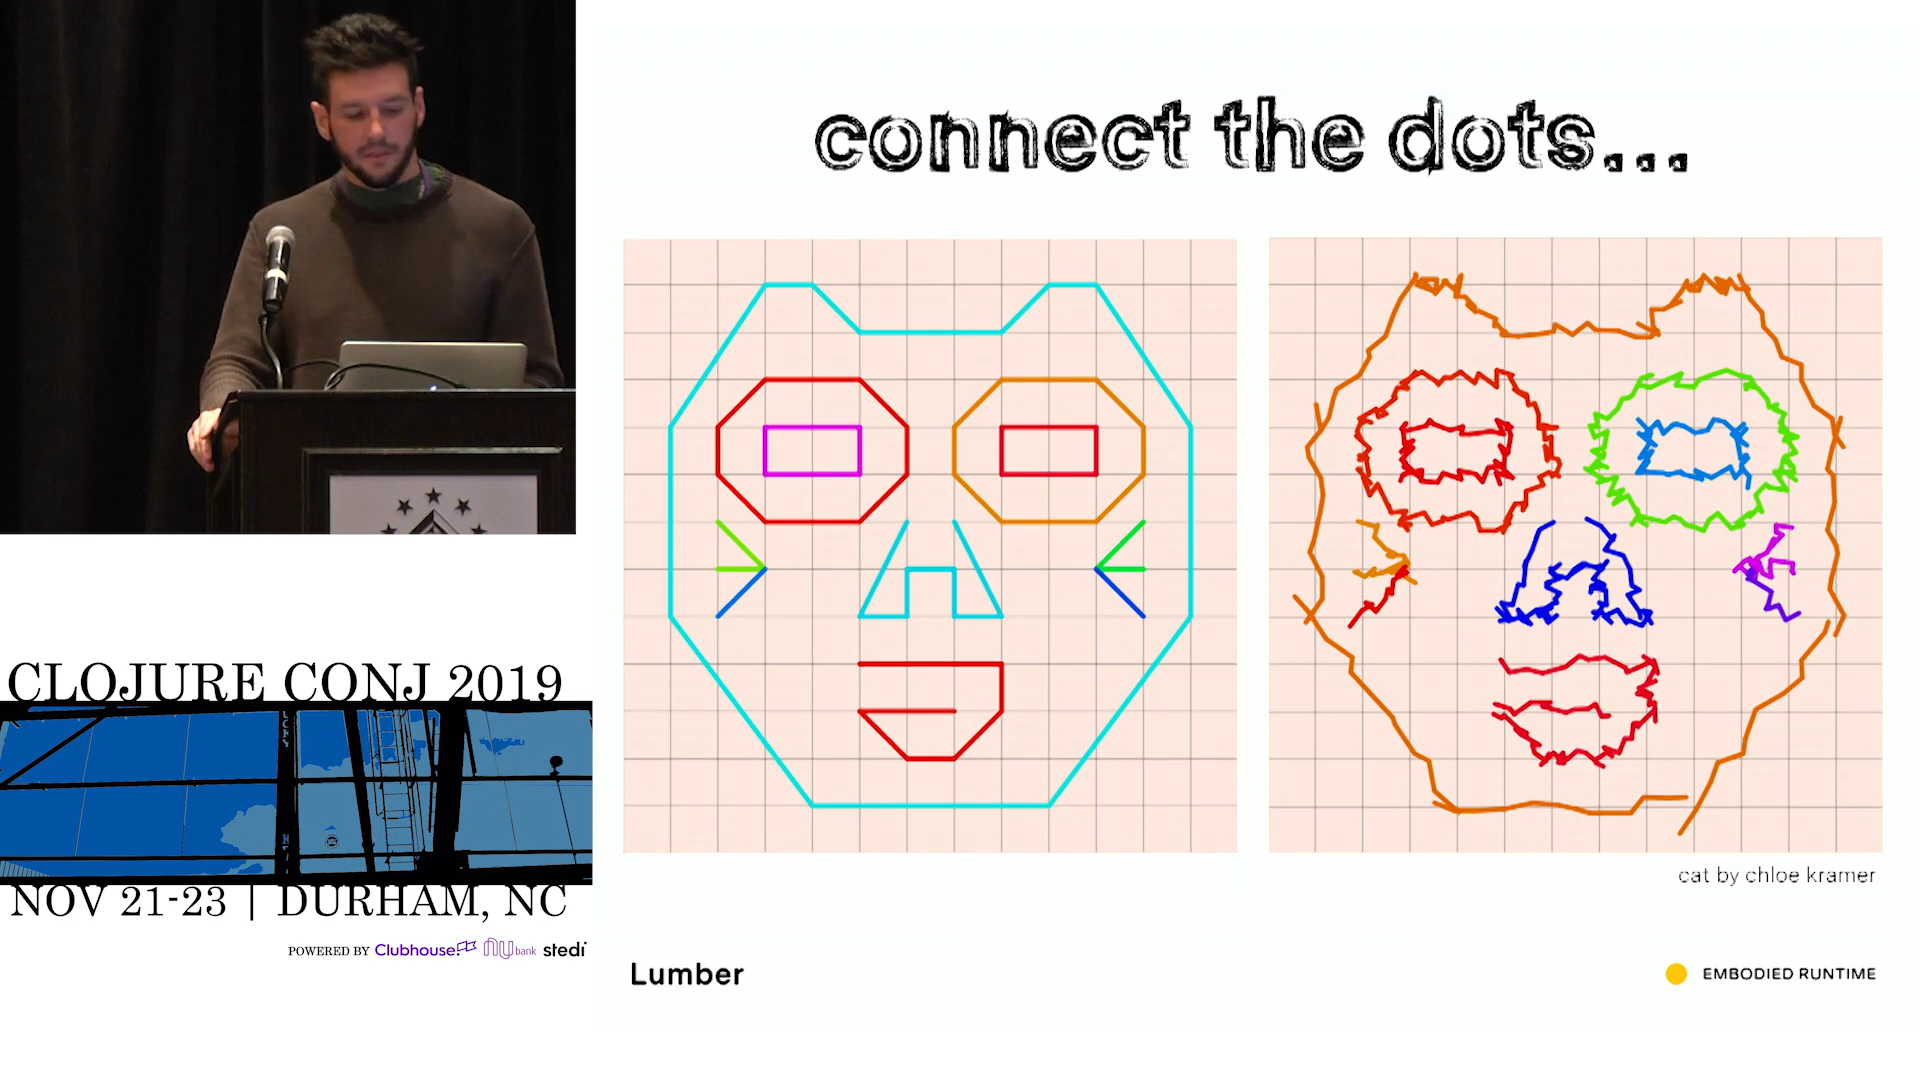 connect the dots...
cat by chloe kramer
Lumber
EMBODIED RUNTIME
CLOJURE CONJ 2019
NOV 21-23 | DURHAM, NC
POWERED BY Clubhouse nu bank stedi